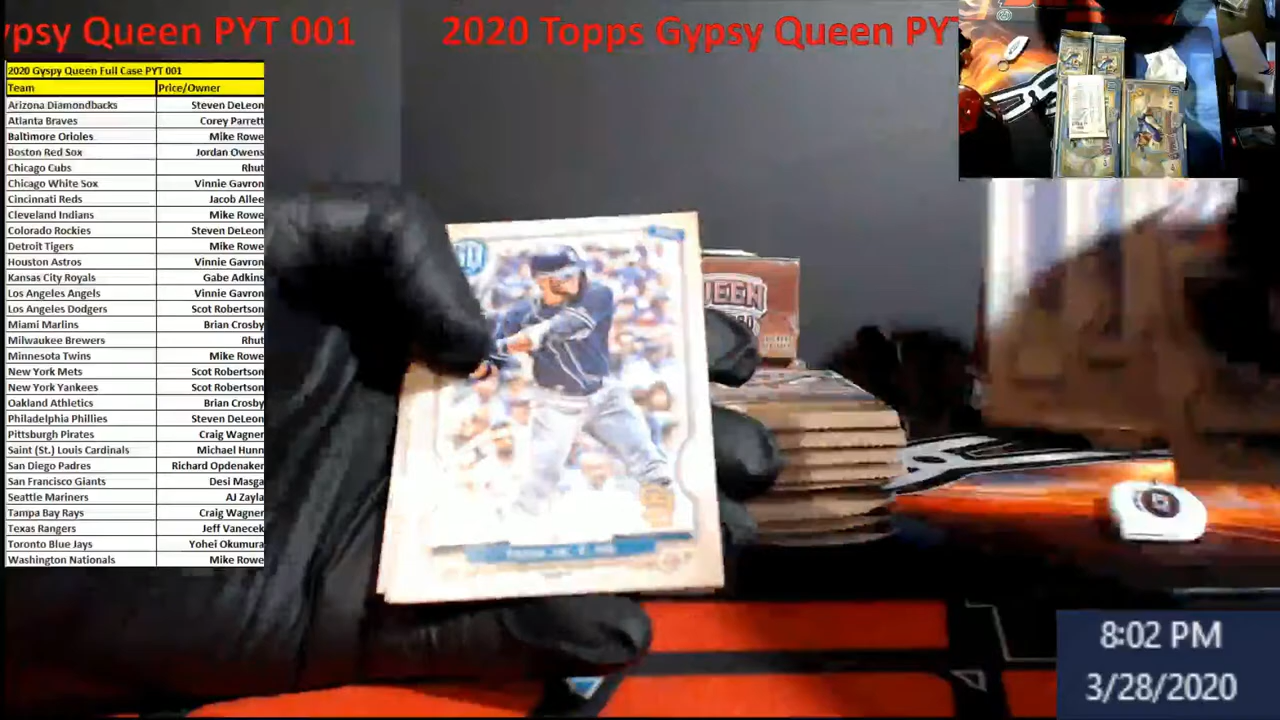 ypsy Queen PYT 001 2020 Topps Gypsy Queen PYT
2020 Gyspy Queen Full Case PYT 001
Team Price/Owner
Arizona Diamondbacks Steven DeLeon
Atlanta Braves Corey Parrett
Baltimore Orioles Mike Rowe
Boston Red Sox Jordan Owens
Chicago Cubs Rhut
Chicago White Sox Vinnie Gavron
Cincinnati Reds Jacob Allee
Cleveland Indians Mike Rowe
Colorado Rockies Steven DeLeon
Detroit Tigers Mike Rowe
Houston Astros Vinnie Gavron
Kansas City Royals Gabe Adkins
Los Angeles Angels Vinnie Gavron
Los Angeles Dodgers Scot Robertson
Miami Marlins Brian Crosby
Milwaukee Brewers Rhut
Minnesota Twins Mike Rowe
New York Mets Scot Robertson
New York Yankees Scot Robertson
Oakland Athletics Brian Crosby
Philadelphia Phillies Steven DeLeon
Pittsburgh Pirates Craig Wagner
Saint (St.) Louis Cardinals Michael Hunn
San Diego Padres Richard Opdenaker
San Francisco Giants Desi Masga
Seattle Mariners AJ Zayla
Tampa Bay Rays Craig Wagner
Texas Rangers Jeff Vanecek
Toronto Blue Jays Yohei Okumura
Washington Nationals Mike Rowe
UEEN
8:02 PM
3/28/2020